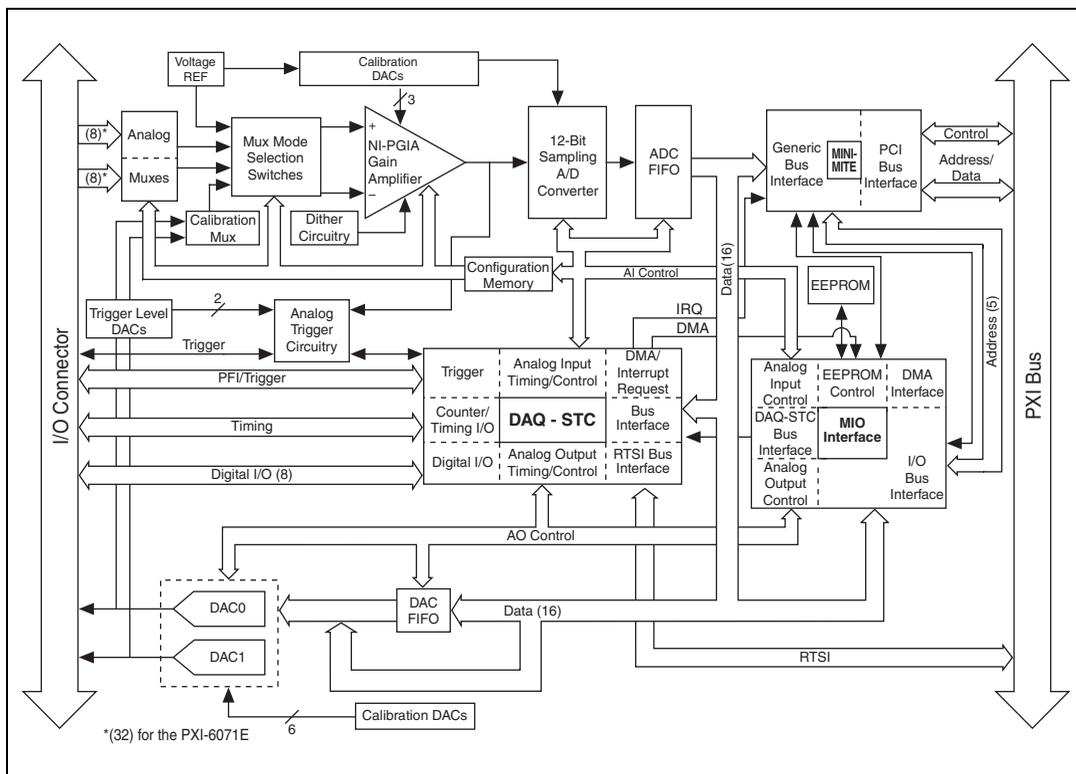 Voltage
REF
Calibration
DACs
3
(8)*
(8)*
Analog
Muxes
Mux Mode
Selection
Switches
+
NI-PGIA
Gain
Amplifier
–
12-Bit
Sampling
A/D
Converter
ADC
FIFO
Generic
Bus
Interface
MINI-
MITE
PCI
Bus
Interface
Control
Address/
Data
Calibration
Mux
Dither
Circuitry
Configuration
Memory
AI Control
Data(16)
EEPROM
Address (5)
Trigger Level
DACs
2
Analog
Trigger
Circuitry
IRQ
DMA
Trigger
PFI/Trigger
Timing
Digital I/O (8)
I/O Connector
PXI Bus
Trigger
Analog Input
Timing/Control
DMA/
Interrupt
Request
Counter/
Timing I/O
DAQ - STC
Bus
Interface
Digital I/O
Analog Output
Timing/Control
RTSI Bus
Interface
Analog
Input
Control
EEPROM
Control
DMA
Interface
DAQ-STC
Bus
Interface
MIO
Interface
Analog
Output
Control
I/O
Bus
Interface
AO Control
DAC0
DAC1
DAC
FIFO
Data (16)
RTSI
6
Calibration DACs
*(32) for the PXI-6071E